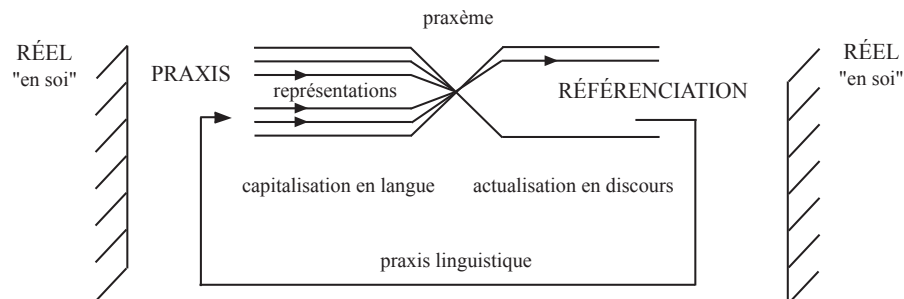 praxème
RÉEL
"en soi"
PRAXIS
représentations
RÉFÉRENCIATION
RÉEL
"en soi"
capitalisation en langue
actualisation en discours
praxis linguistique